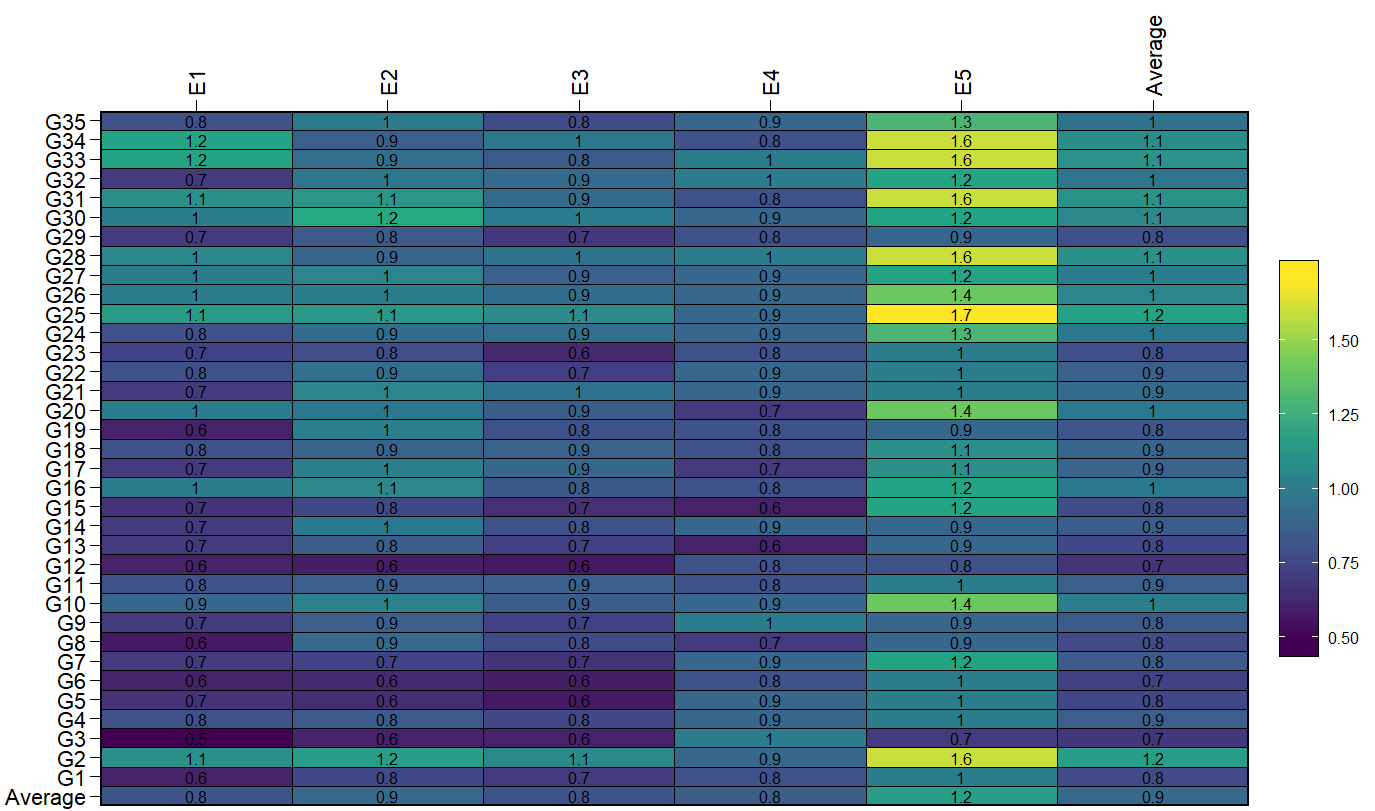 E1 E2 E3 E4 E5 Average
G35 0.8 1 0.8 0.9 1.3 1
G34 1.2 0.9 1 0.8 1.6 1.1
G33 1.2 0.9 0.8 1 1.6 1.1
G32 0.7 1 0.9 1 1.2 1
G31 1.1 1.1 0.9 0.8 1.6 1.1
G30 1 1.2 1 0.9 1.2 1.1
G29 0.7 0.8 0.7 0.8 0.9 0.8
G28 1 0.9 1 1 1.6 1.1
G27 1 1 0.9 0.9 1.2 1
G26 1 1 0.9 0.9 1.4 1
G25 1.1 1.1 1.1 0.9 1.7 1.2
G24 0.8 0.9 0.9 0.9 1.3 1
1.50
G23 0.7 0.8 0.6 0.8 1 0.8
G22 0.8 0.9 0.7 0.9 1 0.9
G21 0.7 1 1 0.9 1 0.9
G20 1 1 0.9 0.7 1.4 1
1.25
G19 0.6 1 0.8 0.8 0.9 0.8
G18 0.8 0.9 0.9 0.8 1.1 0.9
G17 0.7 1 0.9 0.7 1.1 0.9
G16 1 1.1 0.8 0.8 1.2 1
1.00
G15 0.7 0.8 0.7 0.6 1.2 0.8
G14 0.7 1 0.8 0.9 0.9 0.9
G13 0.7 0.8 0.7 0.6 0.9 0.8
G12 0.6 0.6 0.6 0.8 0.8 0.7
0.75
G11 0.8 0.9 0.9 0.8 1 0.9
G10 0.9 1 0.9 0.9 1.4 1
G9 0.7 0.9 0.7 1 0.9 0.8
G8 0.6 0.9 0.8 0.7 0.9 0.8
0.50
G7 0.7 0.7 0.7 0.9 1.2 0.8
G6 0.6 0.6 0.6 0.8 1 0.7
G5 0.7 0.6 0.6 0.9 1 0.8
G4 0.8 0.8 0.8 0.9 1 0.9
G3 0.5 0.6 0.6 1 0.7 0.7
G2 1.1 1.2 1.1 0.9 1.6 1.2
G1 0.6 0.8 0.7 0.8 1 0.8
Average 0.8 0.9 0.8 0.8 1.2 0.9